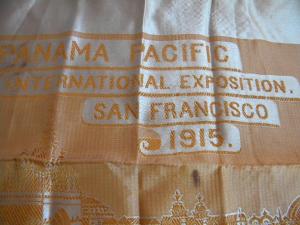 PANAMA PACIFIC
INTERNATIONAL EXPOSITION.
SAN FRANCISCO
1915.